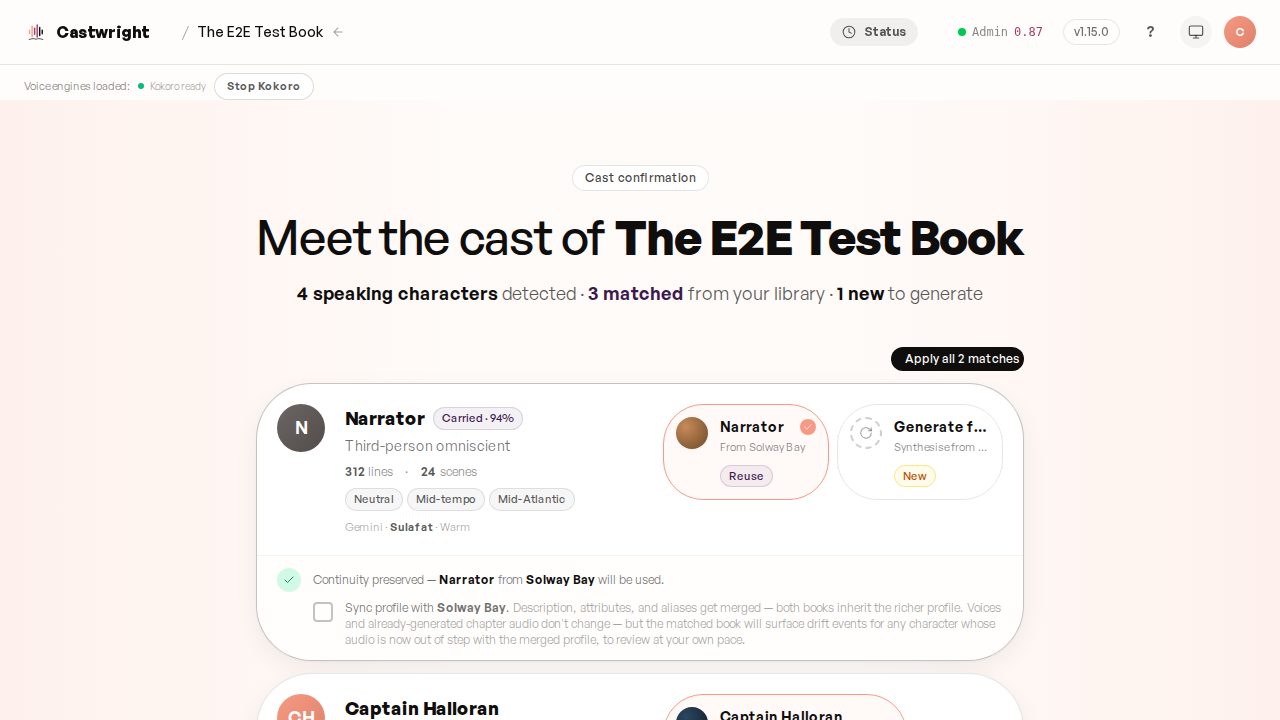 Castwright / The E2E Test Book ← Status Admin 0.87 v1.15.0 ? C
Voice engines loaded: Kokoro ready Stop Kokoro
Cast confirmation
Meet the cast of The E2E Test Book
4 speaking characters detected · 3 matched from your library · 1 new to generate
Apply all 2 matches
N
Narrator Carried · 94%
Third-person omniscient
312 lines · 24 scenes
Neutral Mid-tempo Mid-Atlantic
Gemini · Sulafat · Warm
Narrator
From Solway Bay
Reuse
Generate f...
Synthesise from ...
New
Continuity preserved — Narrator from Solway Bay will be used.
Sync profile with Solway Bay. Description, attributes, and aliases get merged — both books inherit the richer profile. Voices
and already-generated chapter audio don't change — but the matched book will surface drift events for any character whose
audio is now out of step with the merged profile, to review at your own pace.
CH
Captain Halloran
Captain Halloran